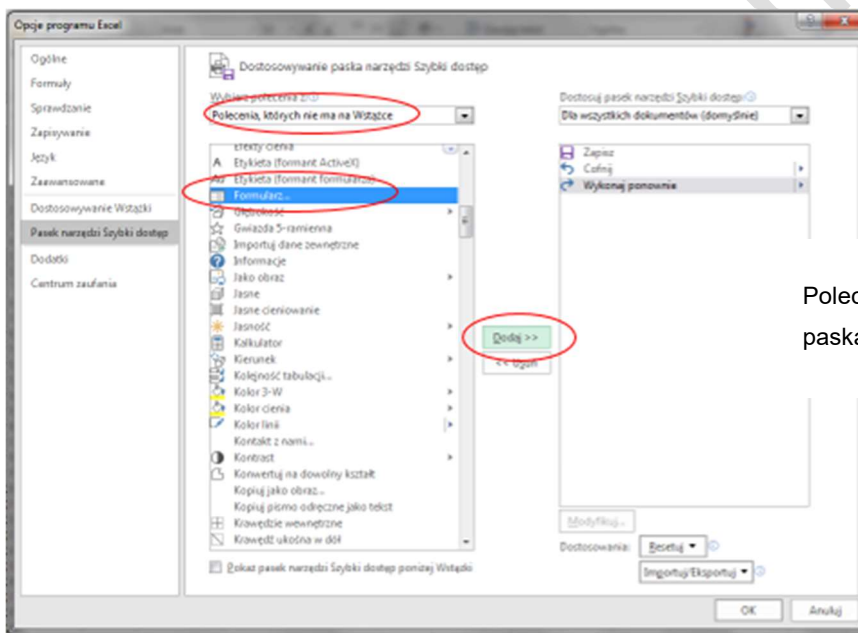 Opcje programu Excel
Ogólne
Formuły
Sprawdzanie
Zapisywanie
Język
Zaawansowane
Dostosowywanie Wstążki
Pasek narzędzi Szybki dostęp
Dodatki
Centrum zaufania
Dostosowywanie paska narzędzi Szybki dostęp
Wybierz polecenia z:
Polecenia, których nie ma na Wstążce
Efekty cienia
Etykieta (formant ActiveX)
Etykieta (formant formularza)
Formularz...
Głębokość
Gwiazda 5-ramienna
Importuj dane zewnętrzne
Informacje
Jako obraz
Jasne
Jasne cieniowanie
Jasność
Kalkulator
Kierunek
Kolejność tabulacji...
Kolor 3-W
Kolor cienia
Kolor linii
Kontakt z nami...
Kontrast
Konwertuj na dowolny kształt
Kopiuj jako obraz...
Kopiuj pismo odręczne jako tekst
Krawędzie wewnętrzne
Krawędź ukośna w dół
Pokaż pasek narzędzi Szybki dostęp poniżej Wstążki
Dodaj >>
<< Usuń
Dostosuj pasek narzędzi Szybki dostęp:
Dla wszystkich dokumentów (domyślnie)
Zapisz
Cofnij
Wykonaj ponownie
Modyfikuj...
Dostosowania:
Resetuj
Importuj/Eksportuj
OK
Anuluj